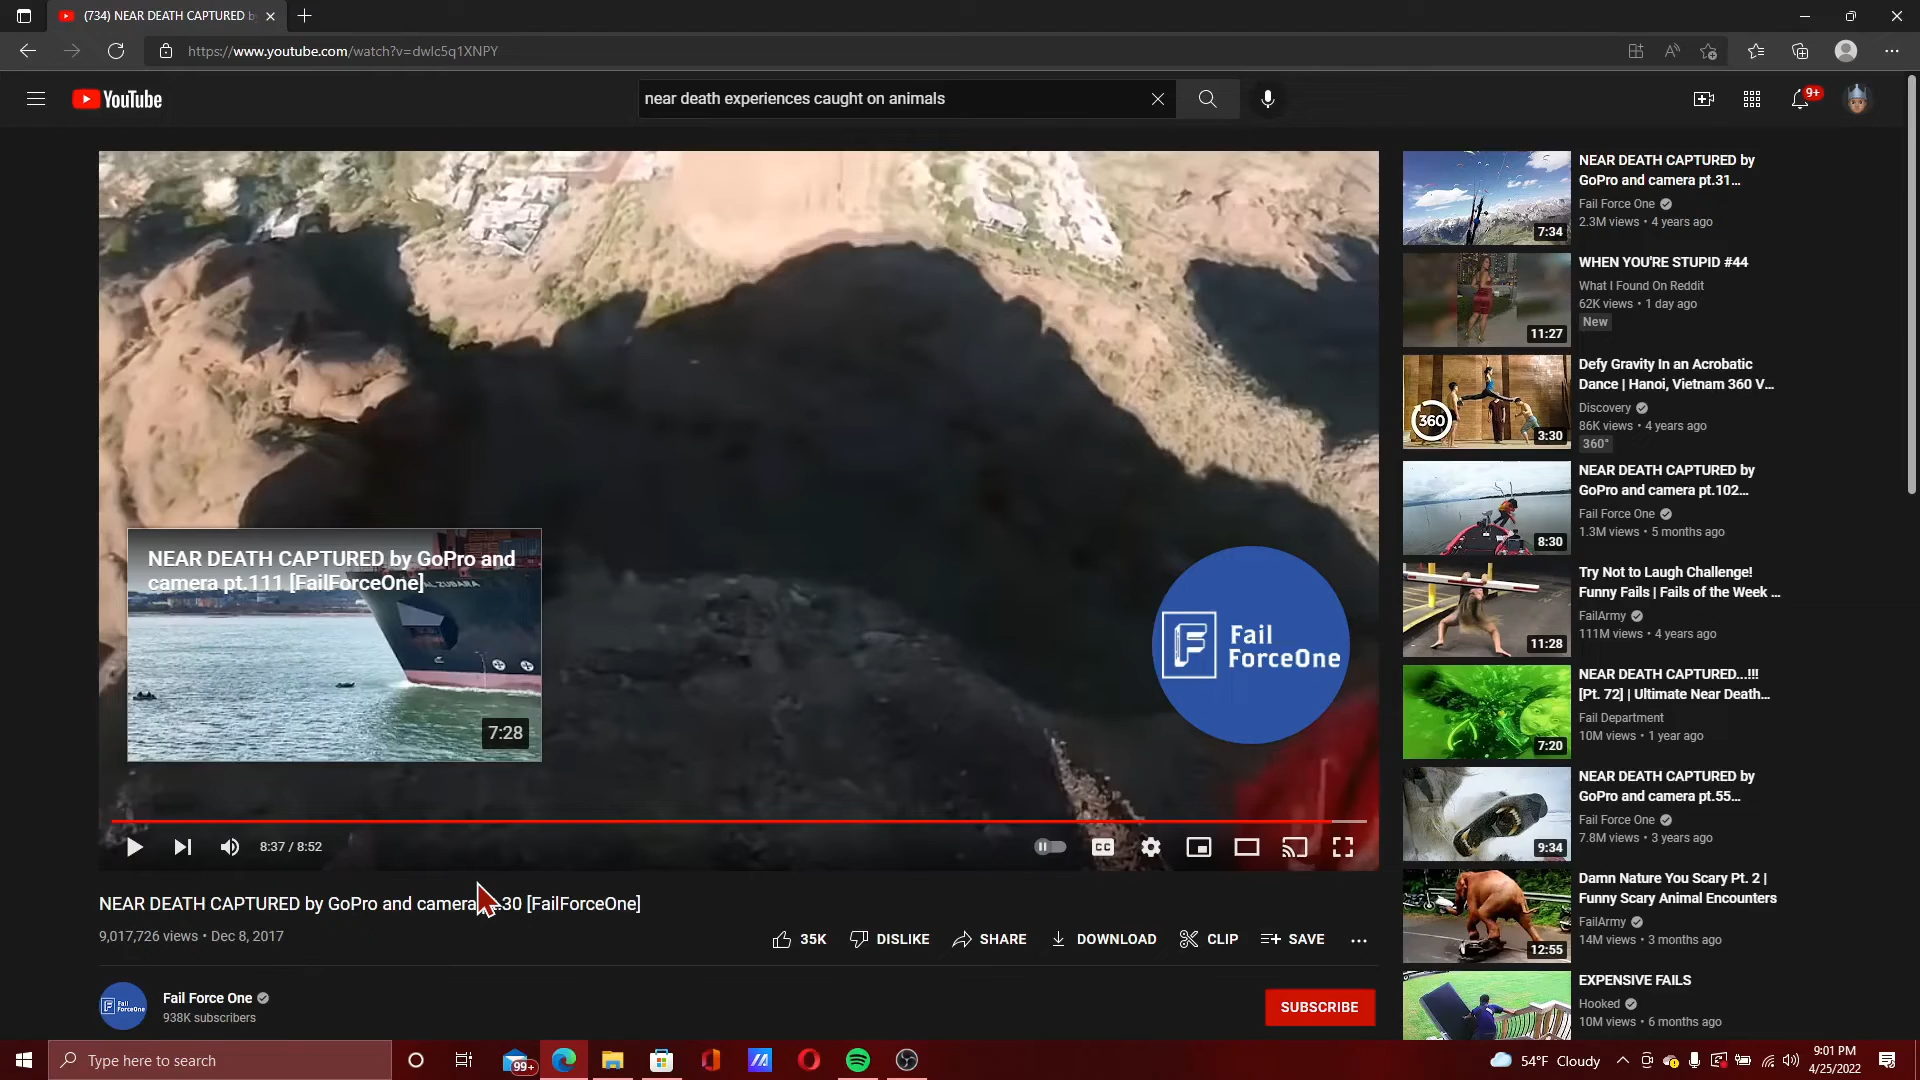 (734) NEAR DEATH CAPTURED b
https://www.youtube.com/watch?v=dwlc5q1XNPY
YouTube
near death experiences caught on animals
9+
NEAR DEATH CAPTURED by GoPro and
camera pt.111 [FailForceOne]
7:28
Fail
ForceOne
8:37 / 8:52
CC
NEAR DEATH CAPTURED by GoPro and camera .30 [FailForceOne]
9,017,726 views • Dec 8, 2017
35K
DISLIKE
SHARE
DOWNLOAD
CLIP
SAVE
Fail
ForceOne
Fail Force One
938K subscribers
SUBSCRIBE
NEAR DEATH CAPTURED by
GoPro and camera pt.31...
Fail Force One
2.3M views • 4 years ago
7:34
WHEN YOU'RE STUPID #44
What I Found On Reddit
62K views • 1 day ago
New
11:27
Defy Gravity In an Acrobatic
Dance | Hanoi, Vietnam 360 V...
Discovery
86K views • 4 years ago
360°
360
3:30
NEAR DEATH CAPTURED by
GoPro and camera pt.102...
Fail Force One
1.3M views • 5 months ago
8:30
Try Not to Laugh Challenge!
Funny Fails | Fails of the Week ...
FailArmy
111M views • 4 years ago
11:28
NEAR DEATH CAPTURED...!!!
[Pt. 72] | Ultimate Near Death...
Fail Department
10M views • 1 year ago
7:20
NEAR DEATH CAPTURED by
GoPro and camera pt.55...
Fail Force One
7.8M views • 3 years ago
9:34
Damn Nature You Scary Pt. 2 |
Funny Scary Animal Encounters
FailArmy
14M views • 3 months ago
12:55
EXPENSIVE FAILS
Hooked
10M views • 6 months ago
Type here to search
99+
54°F Cloudy
9:01 PM
4/25/2022